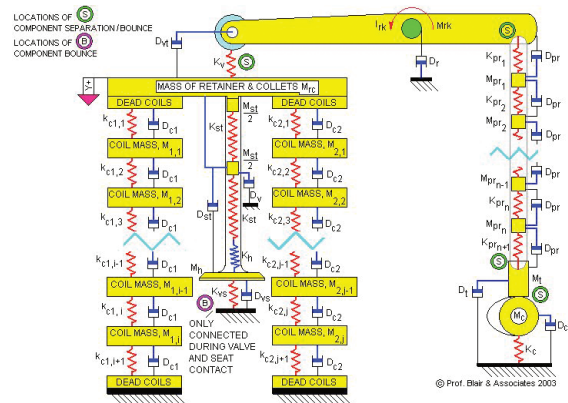 LOCATIONS OF S
COMPONENT SEPARATION / BOUNCE
LOCATIONS OF B
COMPONENT BOUNCE
Dvt
Kv
S
Irk
Mrk
Dr
S
Y+
MASS OF RETAINER & COLLETS Mrc
DEAD COILS
DEAD COILS
kc1,1
Dc1
COIL MASS, M1,1
kc1,2
Dc1
COIL MASS, M1,2
kc1,3
Dc1
kc1,i-1
Dc1
COIL MASS, M1,i-1
kc1, i
Dc1
COIL MASS, M1,i
kc1,i+1
Dc1
DEAD COILS
Mst
2
Kst
Mst
2
Dv
Kst
Dst
Kh
Mh
Kvs
Dvs
B
ONLY
CONNECTED
DURING VALVE
AND SEAT
CONTACT
kc2,1
Dc2
COIL MASS, M2,1
kc2,2
Dc2
COIL MASS, M2,2
kc2,3
Dc2
kc2,j-1
Dc2
COIL MASS, M2,j-1
kc2,j
Dc2
COIL MASS, M2,j
kc2,j+1
Dc2
DEAD COILS
Kpr1
Dpr
Mpr1
Kpr2
Dpr
Mpr2
Dpr
Mprn-1
Kprn
Dpr
Mprn
Kprn+1
Dpr
S
Mt
Dt
S
Mc
Dc
Kc
© Prof. Blair & Associates 2003